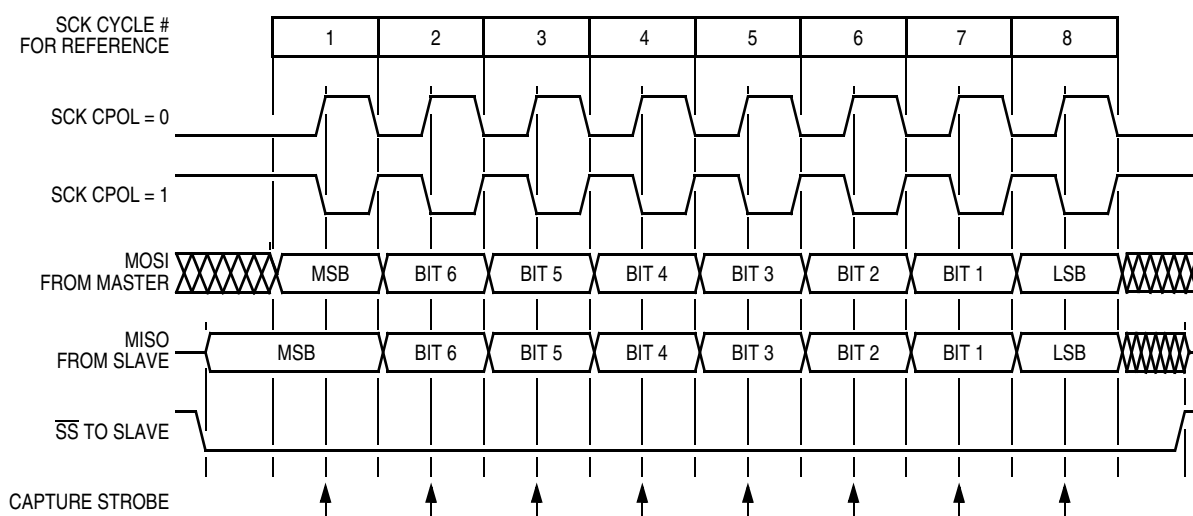 SCK CYCLE #
FOR REFERENCE
1 2 3 4 5 6 7 8
SCK CPOL = 0
SCK CPOL = 1
MOSI
FROM MASTER
MSB BIT 6 BIT 5 BIT 4 BIT 3 BIT 2 BIT 1 LSB
MISO
FROM SLAVE
MSB BIT 6 BIT 5 BIT 4 BIT 3 BIT 2 BIT 1 LSB
S̅S̅ TO SLAVE
CAPTURE STROBE